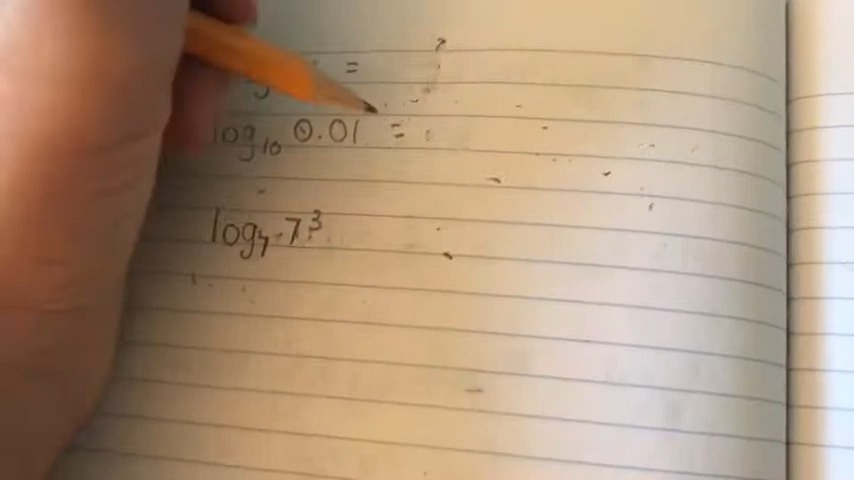 =
log₁₀ 0.01 =
log₇ 7³